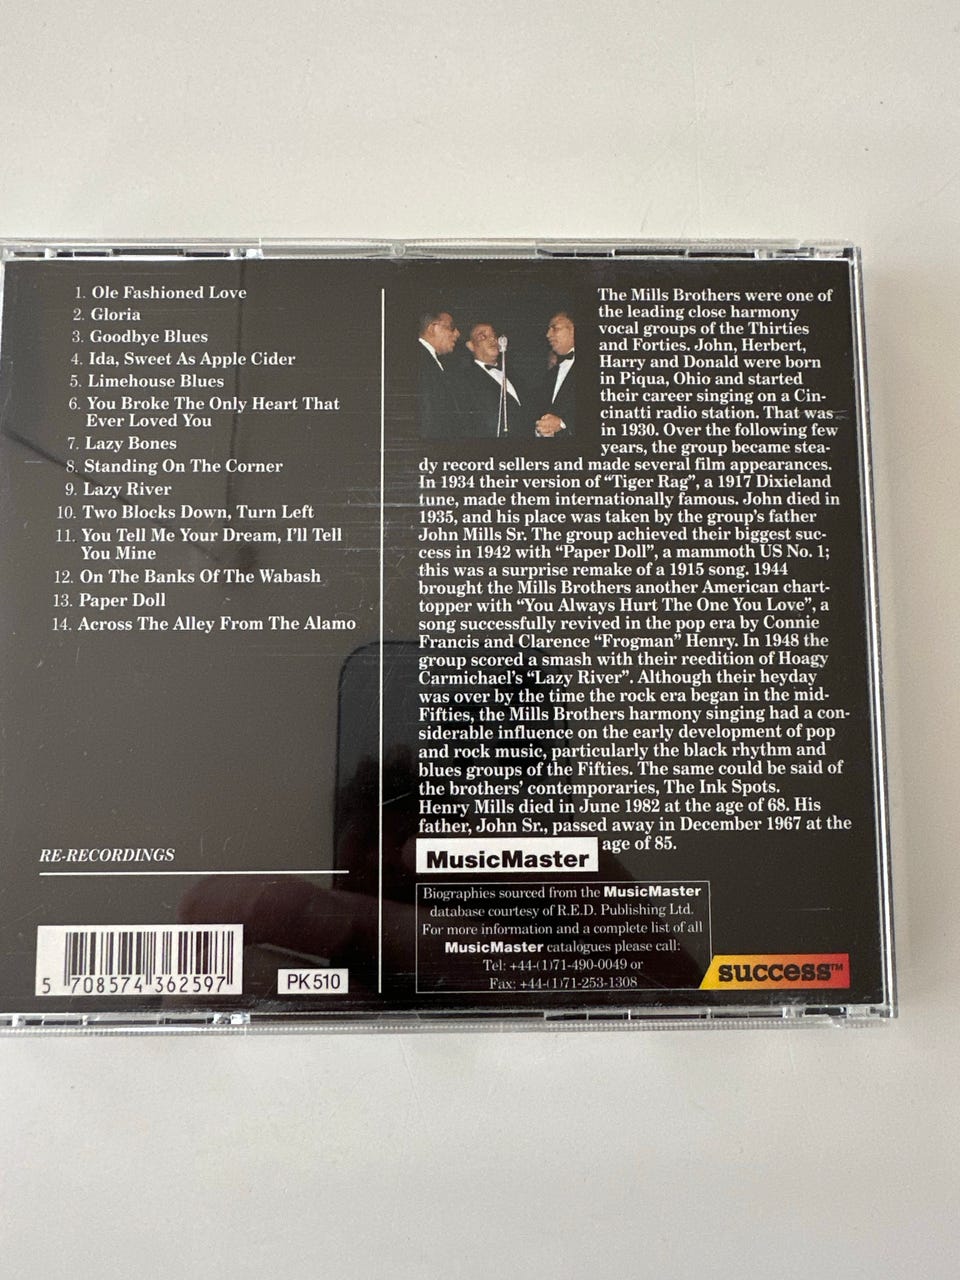 1. Ole Fashioned Love
2. Gloria
3. Goodbye Blues
4. Ida, Sweet As Apple Cider
5. Limehouse Blues
6. You Broke The Only Heart That
Ever Loved You
7. Lazy Bones
8. Standing On The Corner
9. Lazy River
10. Two Blocks Down, Turn Left
11. You Tell Me Your Dream, I'll Tell
You Mine
12. On The Banks Of The Wabash
13. Paper Doll
14. Across The Alley From The Alamo
RE-RECORDINGS
5 708574 362597
PK 510
The Mills Brothers were one of
the leading close harmony
vocal groups of the Thirties
and Forties. John, Herbert,
Harry and Donald were born
in Piqua, Ohio and started
their career singing on a Cin-
cinatti radio station. That was
in 1930. Over the following few
years, the group became stea-
dy record sellers and made several film appearances.
In 1934 their version of “Tiger Rag”, a 1917 Dixieland
tune, made them internationally famous. John died in
1935, and his place was taken by the group's father
John Mills Sr. The group achieved their biggest suc-
cess in 1942 with “Paper Doll”, a mammoth US No. 1;
this was a surprise remake of a 1915 song. 1944
brought the Mills Brothers another American chart-
topper with “You Always Hurt The One You Love”, a
song successfully revived in the pop era by Connie
Francis and Clarence “Frogman” Henry. In 1948 the
group scored a smash with their reedition of Hoagy
Carmichael's “Lazy River”. Although their heyday
was over by the time the rock era began in the mid-
Fifties, the Mills Brothers harmony singing had a con-
siderable influence on the early development of pop
and rock music, particularly the black rhythm and
blues groups of the Fifties. The same could be said of
the brothers' contemporaries, The Ink Spots.
Henry Mills died in June 1982 at the age of 68. His
father, John Sr., passed away in December 1967 at the
age of 85.
MusicMaster
Biographies sourced from the MusicMaster
database courtesy of R.E.D. Publishing Ltd.
For more information and a complete list of all
MusicMaster catalogues please call:
Tel: +44-(1)71-490-0049 or
Fax: +44-(1)71-253-1308
success™